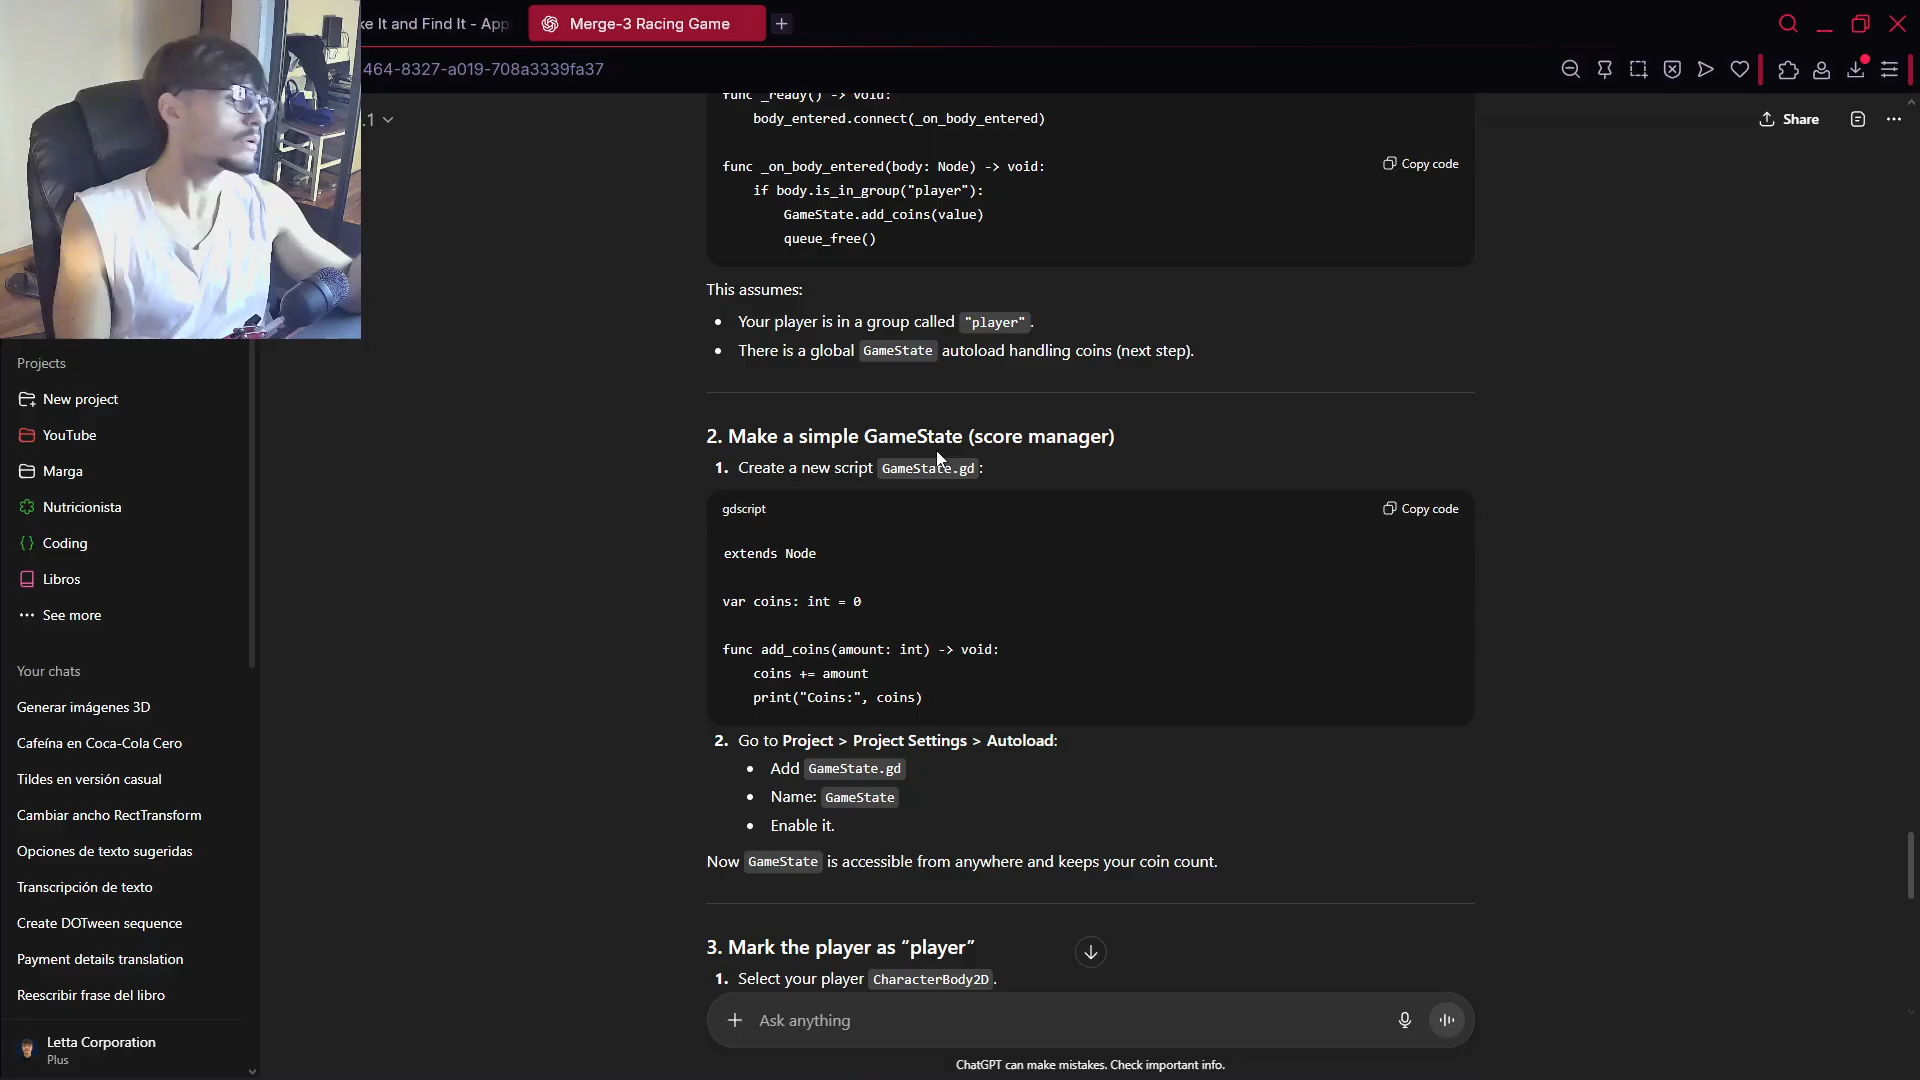 ke It and Find It - App
Merge-3 Racing Game
464-8327-a019-708a3339fa37
.1
Share
func _ready() -> void:
body_entered.connect(_on_body_entered)
func _on_body_entered(body: Node) -> void:
Copy code
if body.is_in_group("player"):
GameState.add_coins(value)
queue_free()
This assumes:
• Your player is in a group called "player".
• There is a global GameState autoload handling coins (next step).
2. Make a simple GameState (score manager)
1. Create a new script GameState.gd:
gdscript
Copy code
extends Node
var coins: int = 0
func add_coins(amount: int) -> void:
coins += amount
print("Coins:", coins)
2. Go to Project > Project Settings > Autoload:
• Add GameState.gd
• Name: GameState
• Enable it.
Now GameState is accessible from anywhere and keeps your coin count.
3. Mark the player as “player”
1. Select your player CharacterBody2D.
Ask anything
ChatGPT can make mistakes. Check important info.
Projects
New project
YouTube
Marga
Nutricionista
Coding
Libros
See more
Your chats
Generar imágenes 3D
Cafeína en Coca-Cola Cero
Tildes en versión casual
Cambiar ancho RectTransform
Opciones de texto sugeridas
Transcripción de texto
Create DOTween sequence
Payment details translation
Reescribir frase del libro
Letta Corporation
Plus